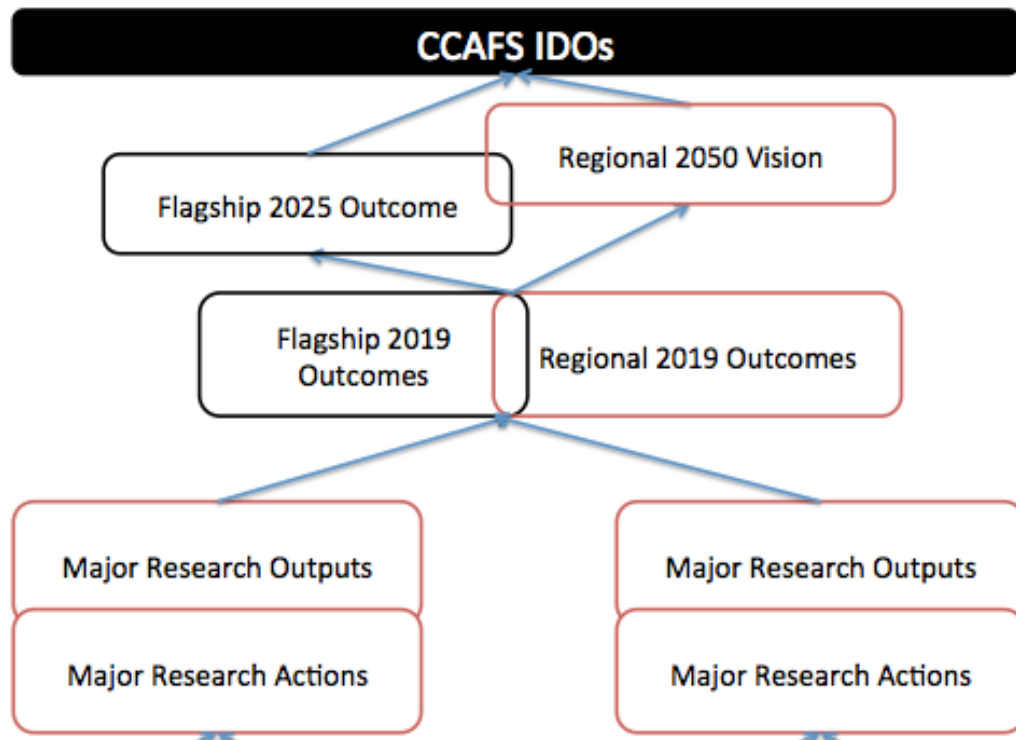 CCAFS IDOs
Regional 2050 Vision
Flagship 2025 Outcome
Flagship 2019
Outcomes
Regional 2019 Outcomes
Major Research Outputs
Major Research Outputs
Major Research Actions
Major Research Actions